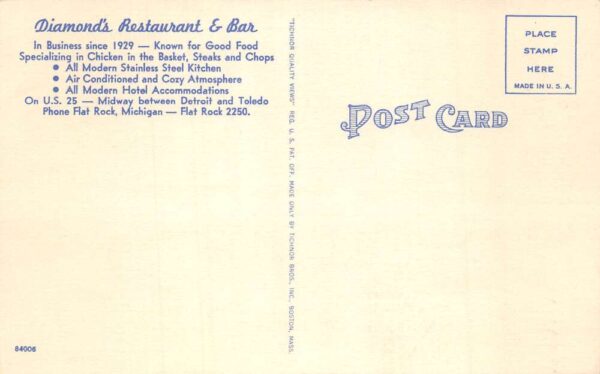 Diamond's Restaurant & Bar
In Business since 1929 — Known for Good Food
Specializing in Chicken in the Basket, Steaks and Chops
● All Modern Stainless Steel Kitchen
● Air Conditioned and Cozy Atmosphere
● All Modern Hotel Accommodations
On U.S. 25 — Midway between Detroit and Toledo
Phone Flat Rock, Michigan — Flat Rock 2250.
84006
"TICHNOR QUALITY VIEWS" REG. U. S. PAT. OFF. MADE ONLY BY TICHNOR BROS., INC., BOSTON, MASS.
POST CARD
PLACE
STAMP
HERE
MADE IN U. S. A.